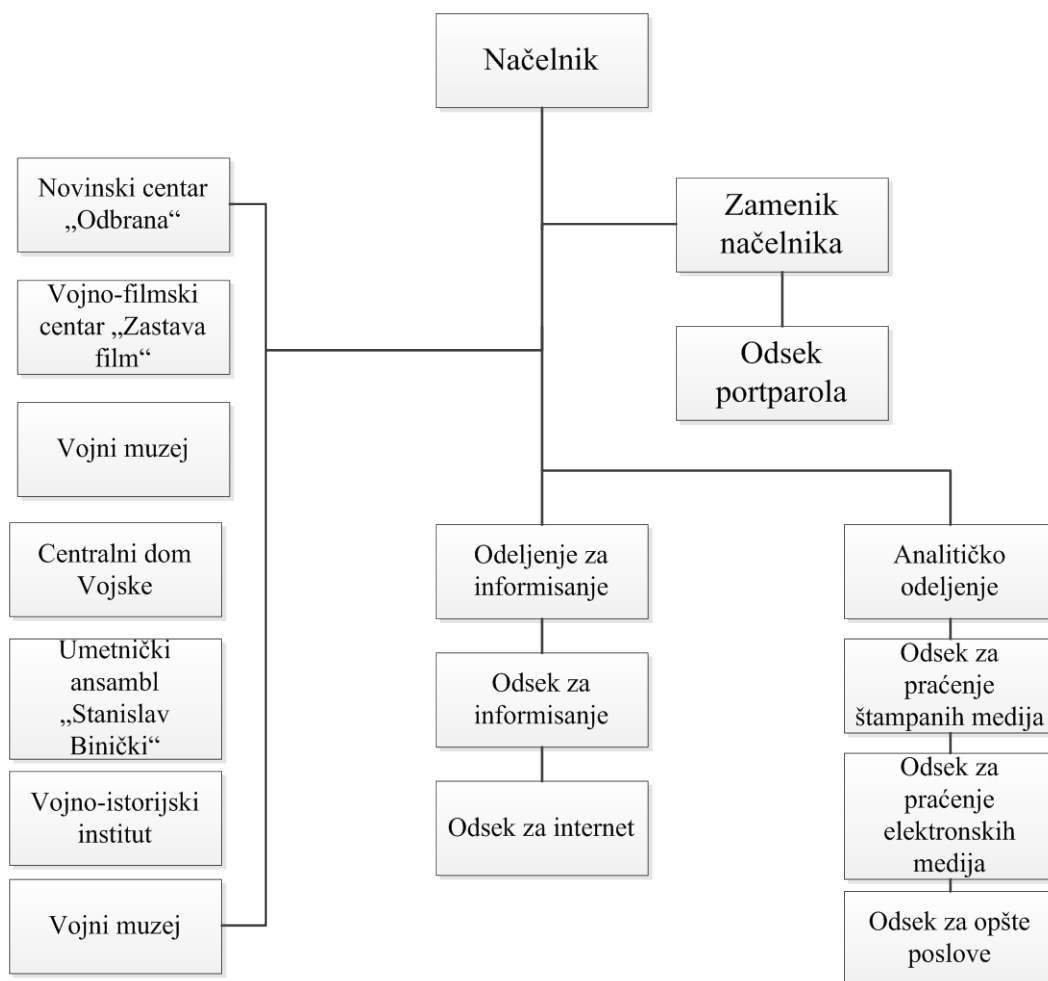 Načelnik
Zamenik
načelnika
Odsek
portparola
Novinski centar
„Odbrana“
Vojno-filmski
centar „Zastava
film“
Vojni muzej
Centralni dom
Vojske
Umetnički
ansambl
„Stanislav
Binički“
Vojno-istorijski
institut
Vojni muzej
Odeljenje za
informisanje
Odsek za
informisanje
Odsek za internet
Analitičko
odeljenje
Odsek za
praćenje
štampanih medija
Odsek za
praćenje
elektronskih
medija
Odsek za opšte
poslove